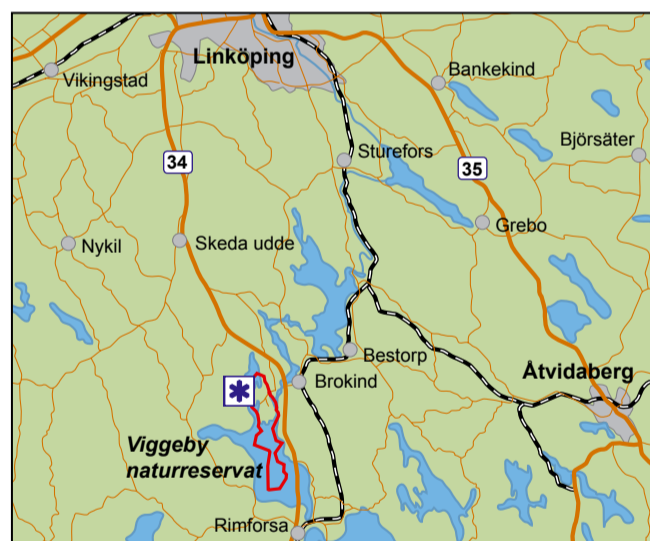 Linköping
Vikingstad
Bankekind
Björsäter
Sturefors
34
35
Nykil
Skeda udde
Grebo
Bestorp
Brokind
Åtvidaberg
Viggeby
naturreservat
Rimforsa